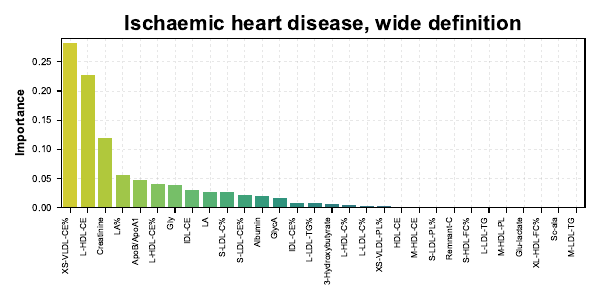 Ischaemic heart disease, wide definition
Importance
0.25
0.20
0.15
0.10
0.05
0.00
XS-VLDL-CE%
L-HDL-CE
Creatinine
LA%
ApoB/ApoA1
L-HDL-CE%
Gly
IDL-CE
LA
S-LDL-C%
S-LDL-CE%
Albumin
GlycA
IDL-CE%
L-LDL-TG%
3-Hydroxybutyrate
L-HDL-C%
L-LDL-C%
XS-VLDL-PL%
HDL-CE
M-HDL-CE
S-LDL-PL%
Remnant-C
S-HDL-FC%
L-LDL-TG
M-HDL-PL
Glu-lactate
XL-HDL-FC%
Sc-ala
M-LDL-TG